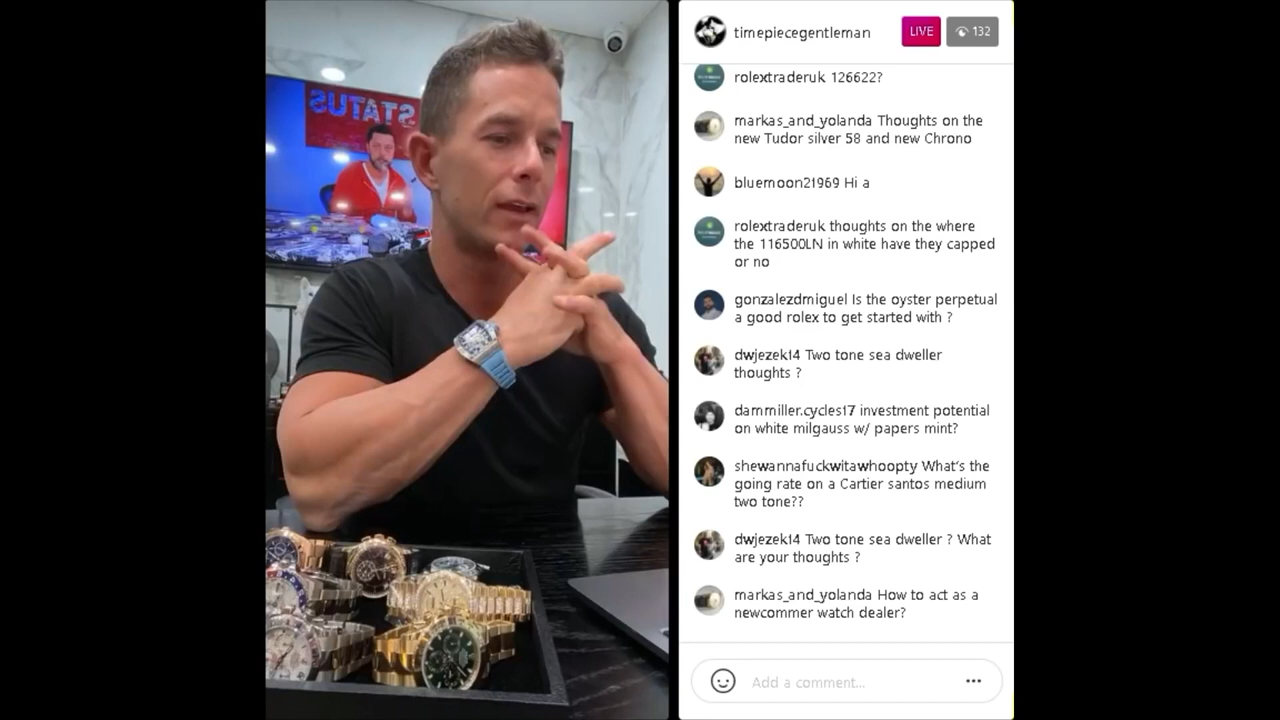 STATUS
timepiecegentleman
LIVE
132
rolextraderuk 126622?
markas_and_yolanda Thoughts on the
new Tudor silver 58 and new Chrono
bluemoon21969 Hi a
rolextraderuk thoughts on the where
the 116500LN in white have they capped
or no
gonzalezdmiguel Is the oyster perpetual
a good rolex to get started with ?
dwjezek14 Two tone sea dweller
thoughts ?
dammiller.cycles17 investment potential
on white milgauss w/ papers mint?
shewannafuckwitawhoopty What's the
going rate on a Cartier santos medium
two tone??
dwjezek14 Two tone sea dweller ? What
are your thoughts ?
markas_and_yolanda How to act as a
newcommer watch dealer?
Add a comment...